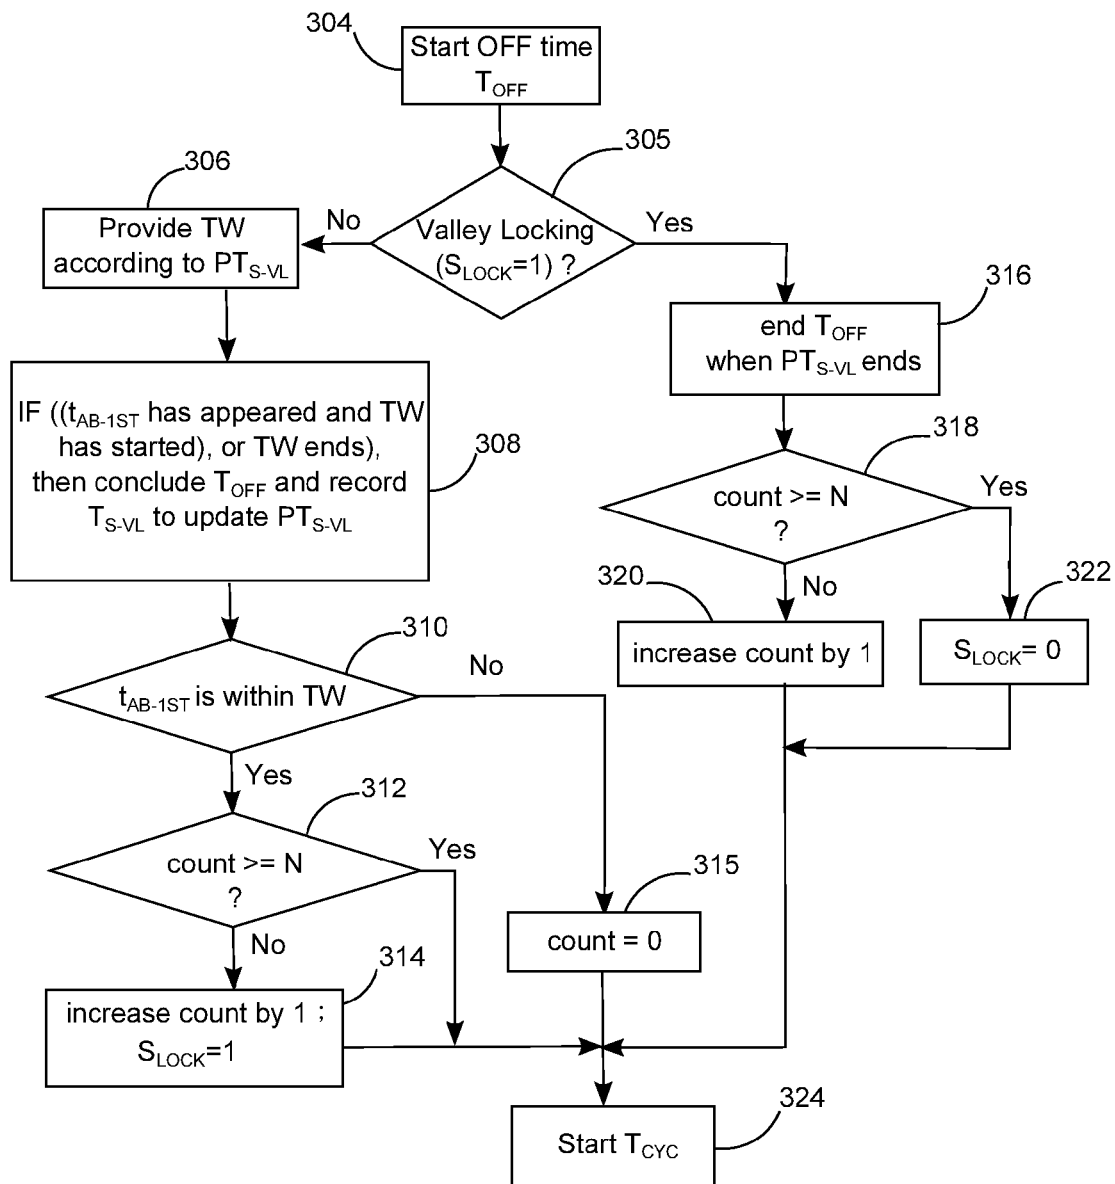 304
Start OFF time
TOFF
305
Valley Locking
(SLOCK=1) ?
No
Yes
306
Provide TW
according to PTS-VL
316
end TOFF
when PTS-VL ends
IF ((tAB-1ST has appeared and TW
has started), or TW ends),
then conclude TOFF and record
TS-VL to update PTS-VL
308
318
count >= N
?
Yes
No
320
increase count by 1
322
SLOCK= 0
310
tAB-1ST is within TW
No
Yes
312
count >= N
?
Yes
No
314
increase count by 1 ;
SLOCK=1
315
count = 0
324
Start TCYC